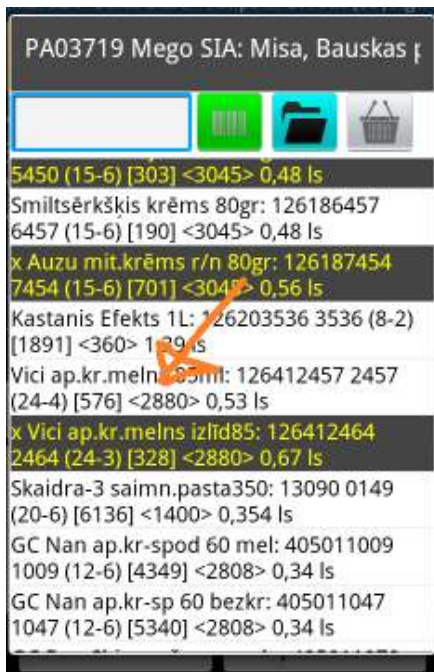 PA03719 Mego SIA: Misa, Bauskas
5450 (15-6) [303] <3045> 0,48 ls
Smiltsērkšķis krēms 80gr: 126186457
6457 (15-6) [190] <3045> 0,48 ls
x Auzu mit.krēms r/n 80gr: 126187454
7454 (15-6) [701] <3045> 0,56 ls
Kastanis Efekts 1L: 126203536 3536 (8-2)
[1891] <360> ls
Vici ap.kr.melns 85ml: 126412457 2457
(24-4) [576] <2880> 0,53 ls
x Vici ap.kr.melns izlīd85: 126412464
2464 (24-3) [328] <2880> 0,67 ls
Skaidra-3 saimn.pasta350: 13090 0149
(20-6) [6136] <1400> 0,354 ls
GC Nan ap.kr-spod 60 mel: 405011009
1009 (12-6) [4349] <2808> 0,34 ls
GC Nan ap.kr-sp 60 bezkr: 405011047
1047 (12-6) [5340] <2808> 0,34 ls